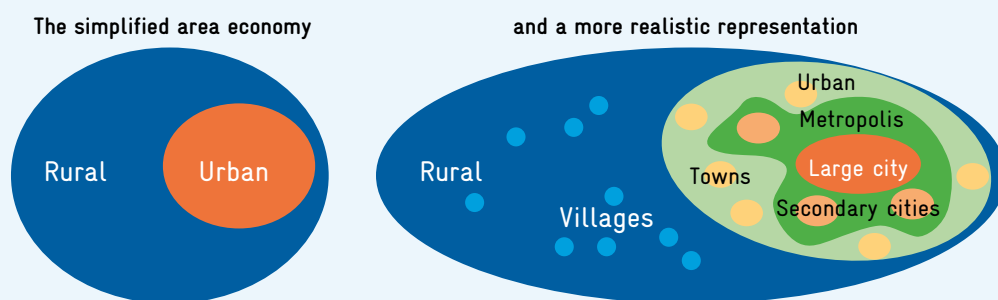 The simplified area economy
Rural
Urban
and a more realistic representation
Rural
Villages
Urban
Metropolis
Large city
Towns
Secondary cities